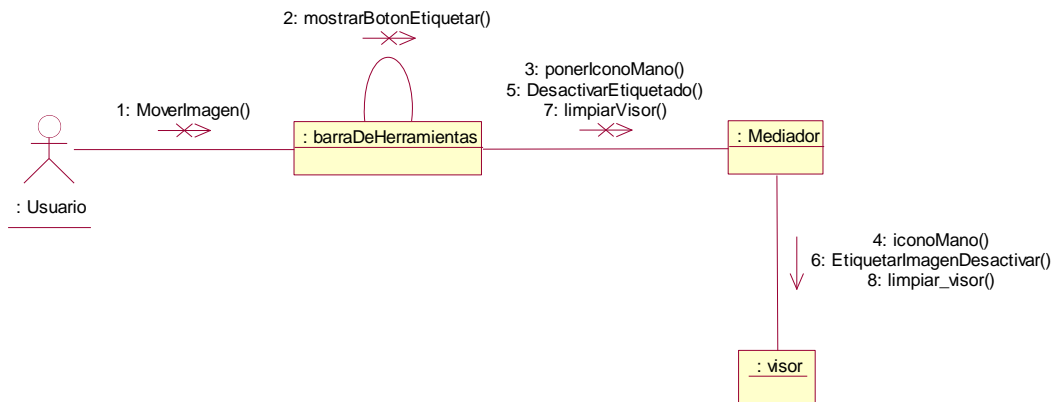 2: mostrarBotonEtiquetar()
3: ponerIconoMano()
5: DesactivarEtiquetado()
7: limpiarVisor()
1: MoverImagen()
: barraDeHerramientas
: Mediador
: Usuario
4: iconoMano()
6: EtiquetarImagenDesactivar()
8: limpiar_visor()
: visor